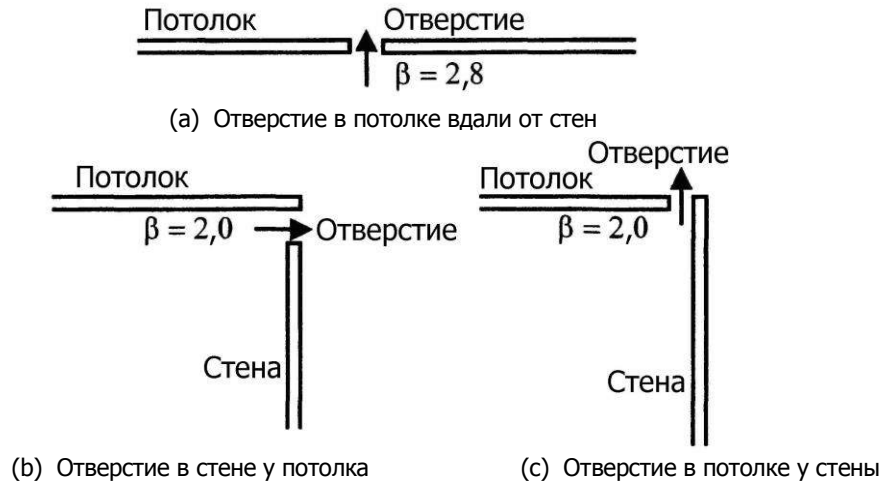 Потолок Отверстие
β = 2,8
(a) Отверстие в потолке вдали от стен
Потолок
β = 2,0 Отверстие
Стена
(b) Отверстие в стене у потолка
Отверстие
Потолок
β = 2,0
Стена
(c) Отверстие в потолке у стены